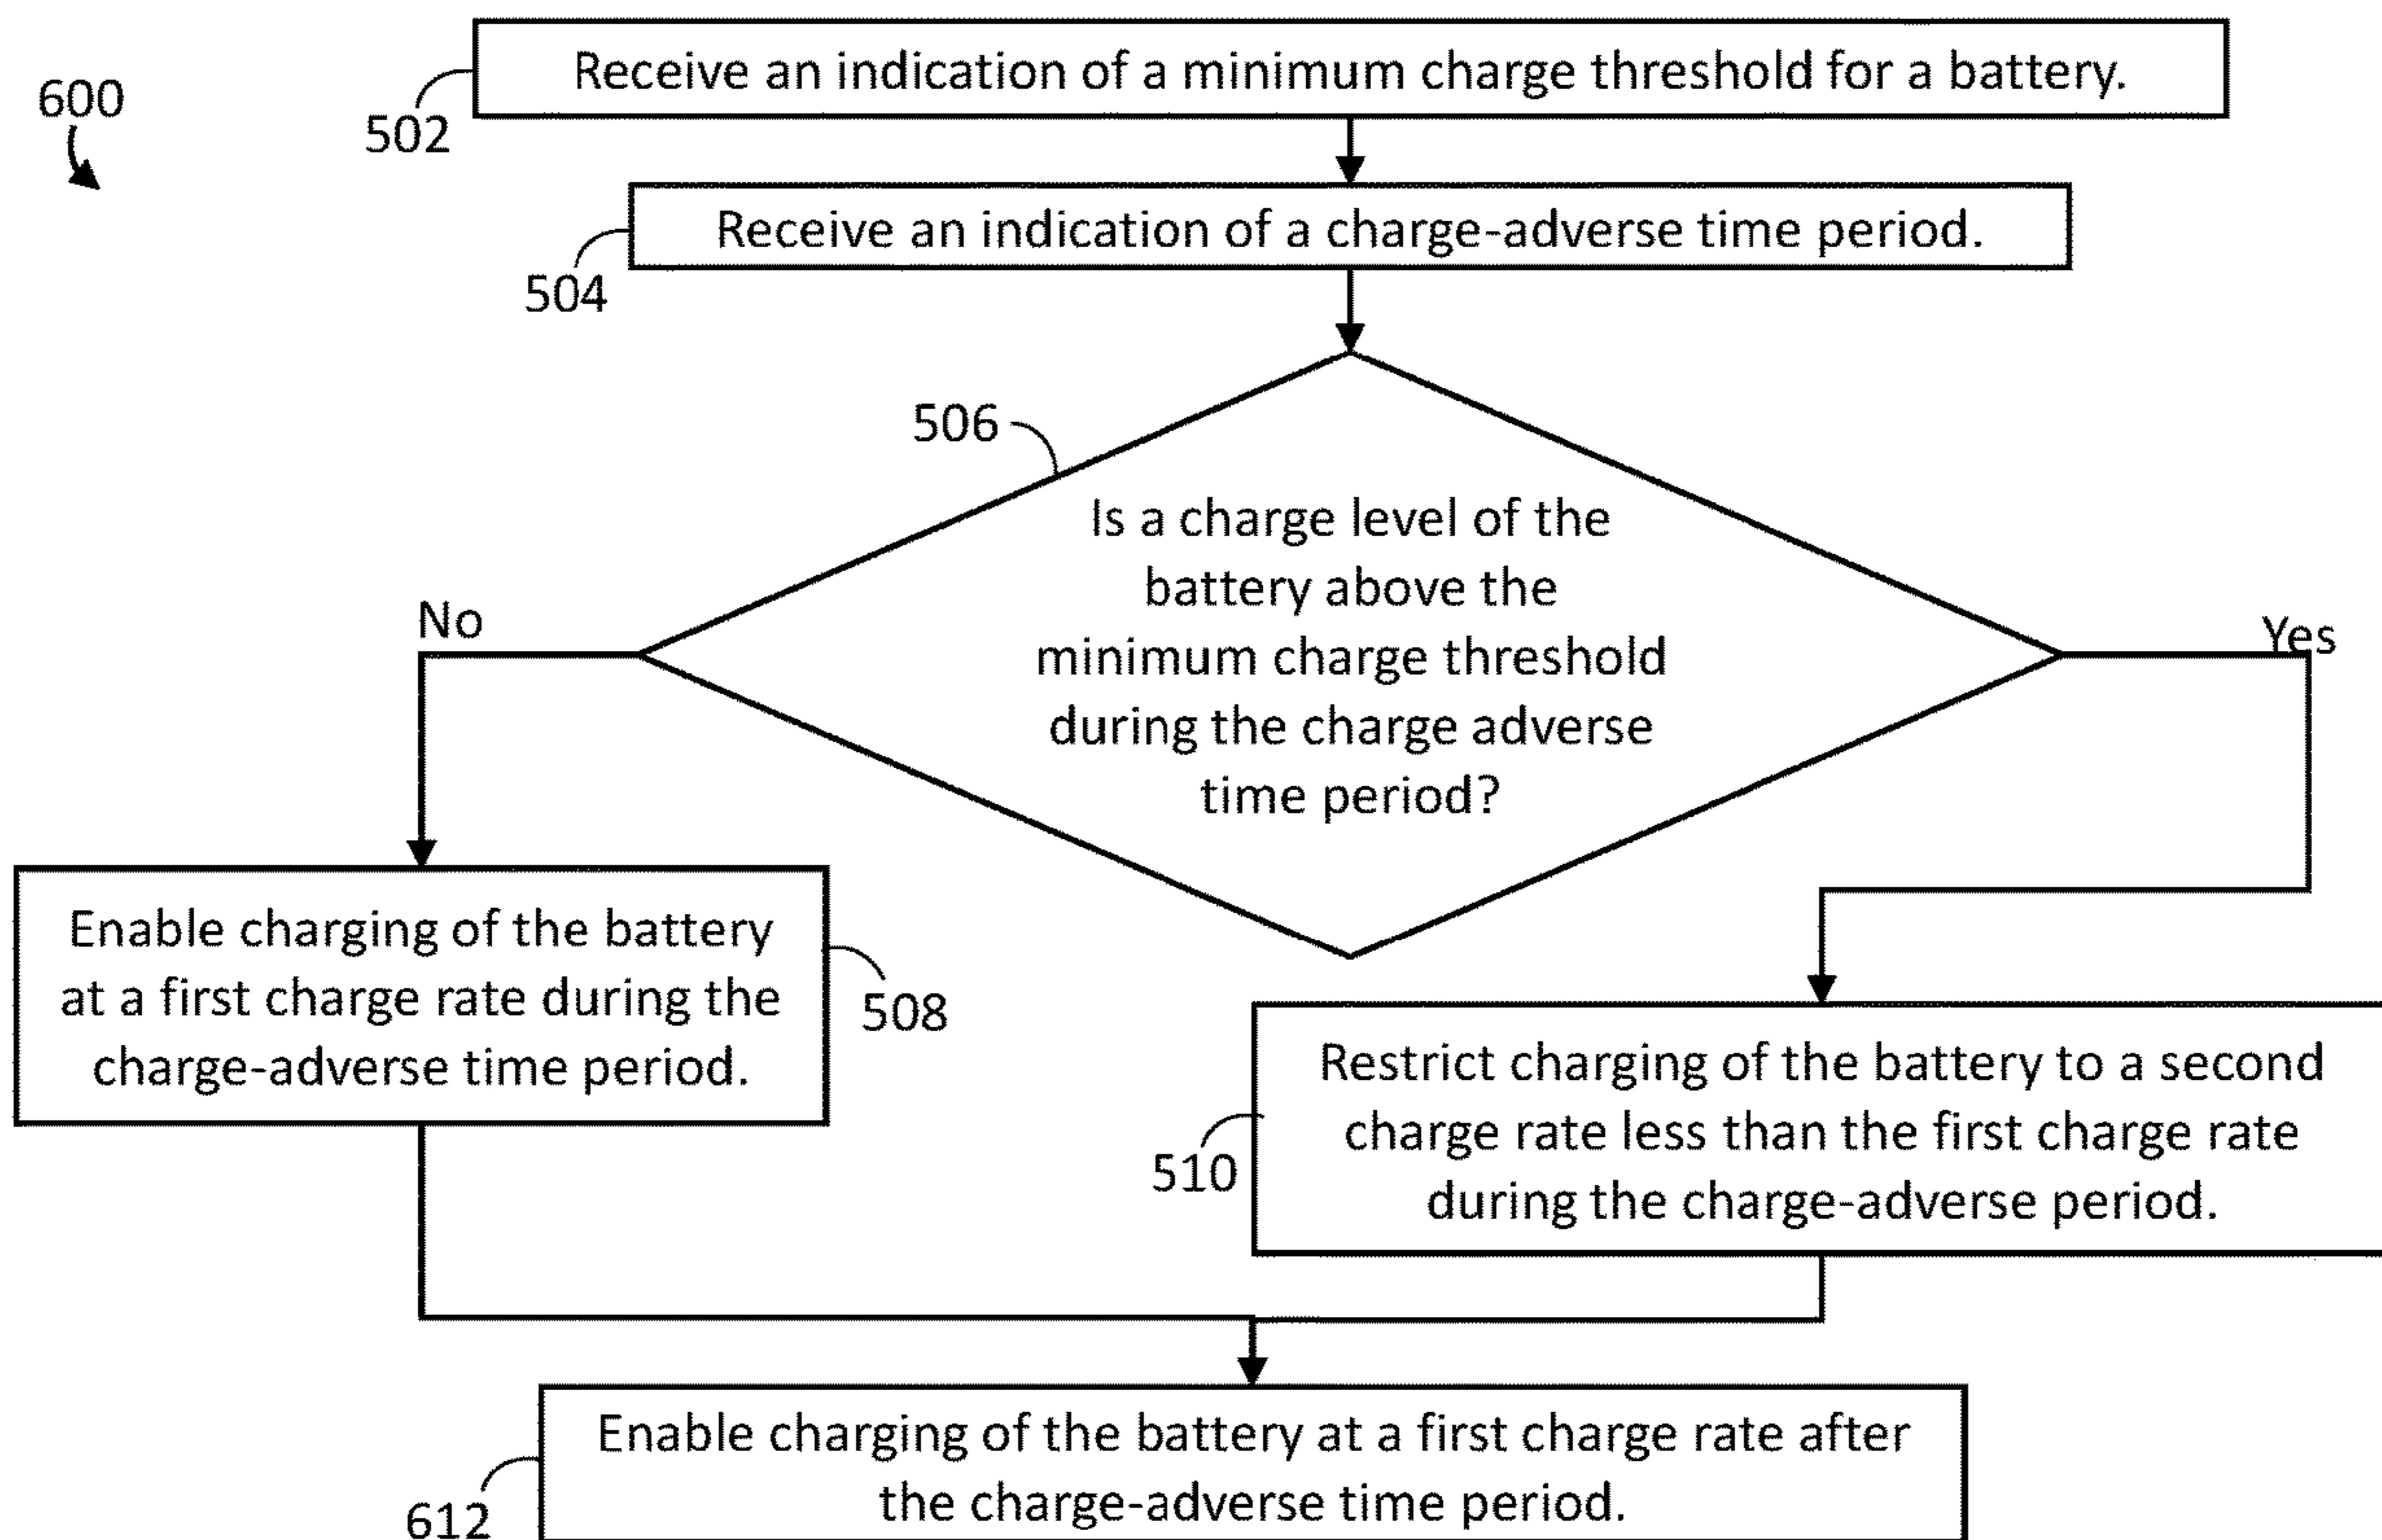 Receive an indication of a minimum charge threshold for a battery.
600
502
Receive an indication of a charge-adverse time period.
504
506
Is a charge level of the
battery above the
minimum charge threshold
during the charge adverse
time period?
No
Yes
Enable charging of the battery
at a first charge rate during the
charge-adverse time period.
508
Restrict charging of the battery to a second
charge rate less than the first charge rate
during the charge-adverse period.
510
Enable charging of the battery at a first charge rate after
the charge-adverse time period.
612